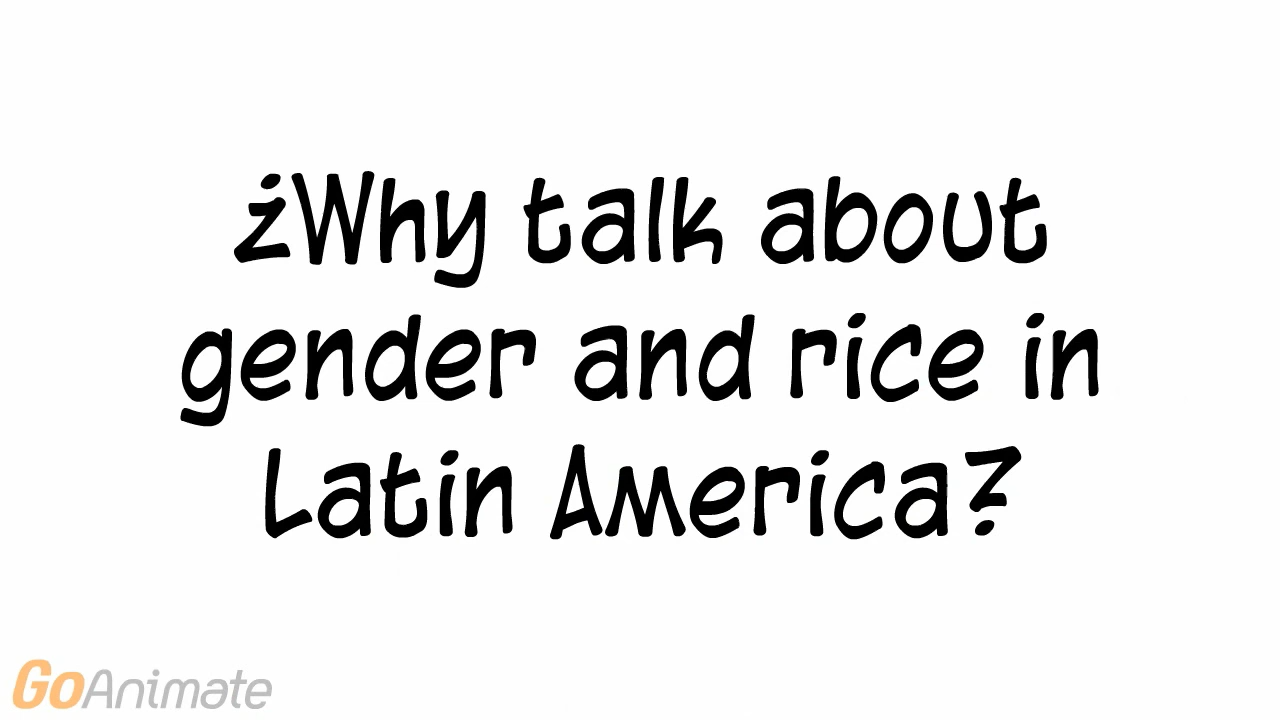 ¿Why talk about
gender and rice in
Latin America?
GoAnimate